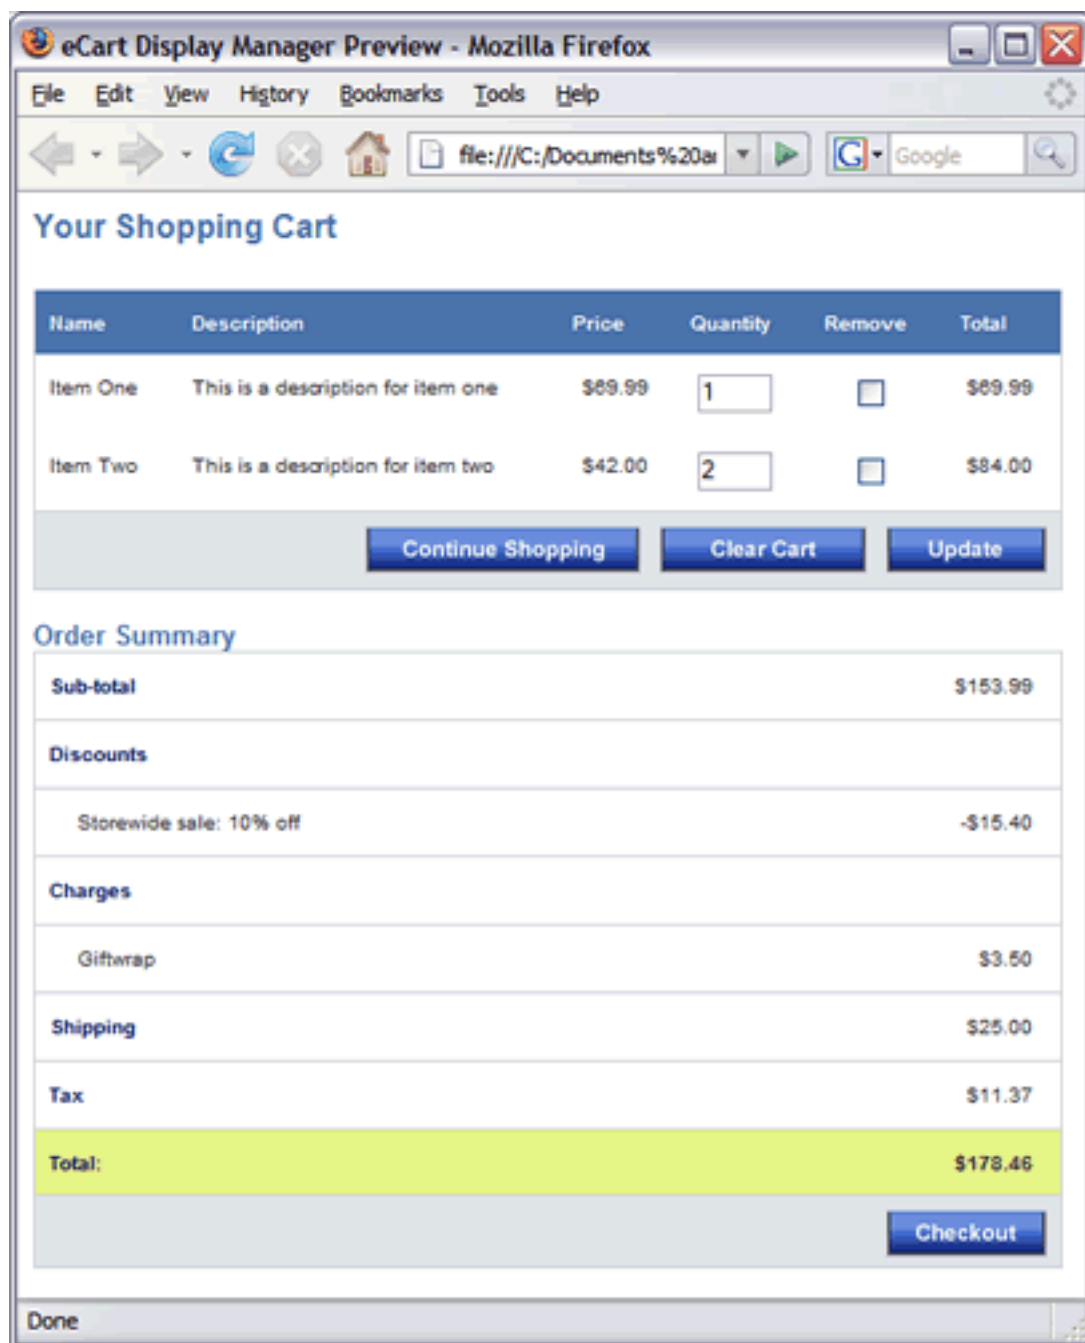 eCart Display Manager Preview - Mozilla Firefox
File Edit View History Bookmarks Tools Help
file:///C:/Documents%20a Google
Your Shopping Cart
Name Description Price Quantity Remove Total
Item One This is a description for item one $69.99 1 $69.99
Item Two This is a description for item two $42.00 2 $84.00
Continue Shopping Clear Cart Update
Order Summary
Sub-total $153.99
Discounts
Storewide sale: 10% off -$15.40
Charges
Giftwrap $3.50
Shipping $25.00
Tax $11.37
Total: $178.46
Checkout
Done